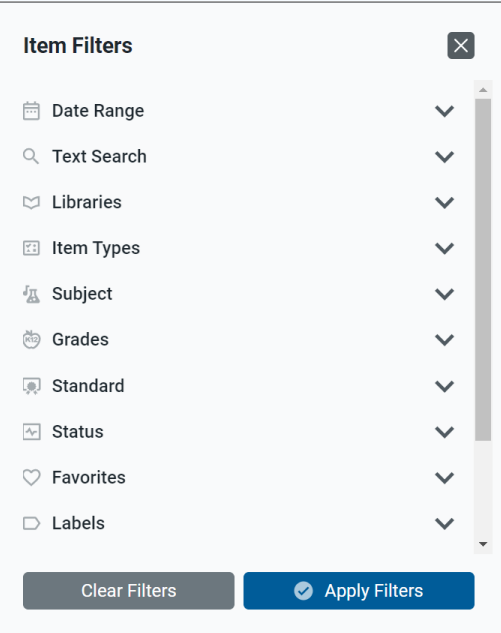 Item Filters
Date Range
Text Search
Libraries
Item Types
Subject
K12
Grades
Standard
Status
Favorites
Labels
Clear Filters
Apply Filters